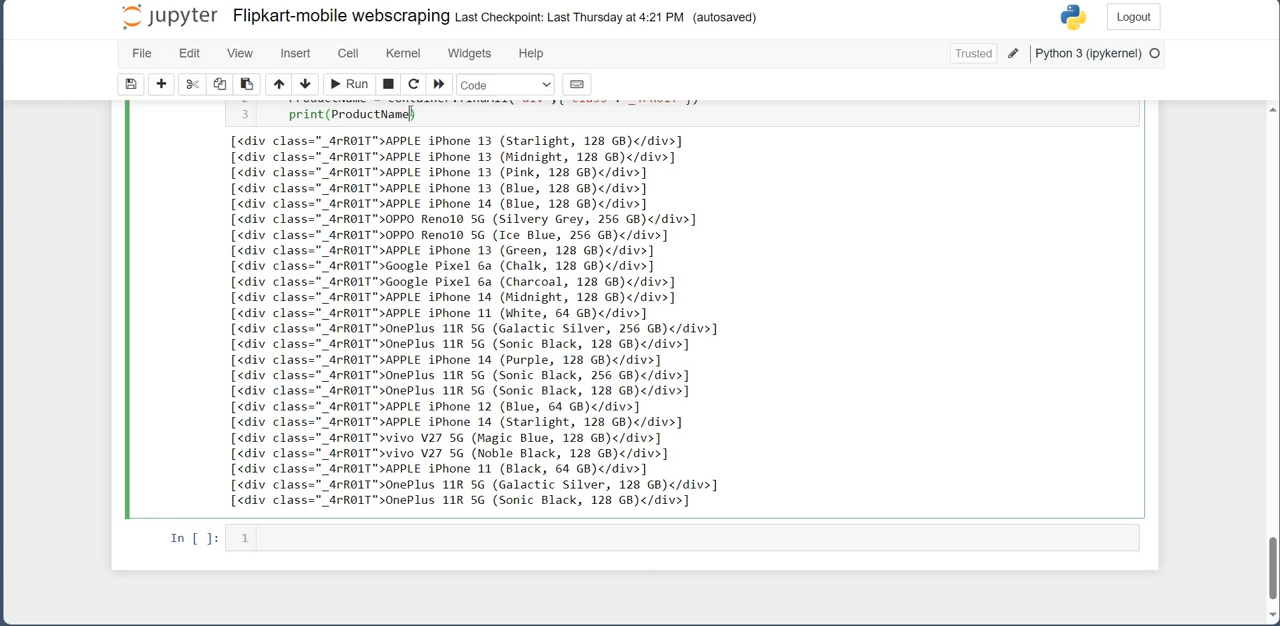 jupyter Flipkart-mobile webscraping Last Checkpoint: Last Thursday at 4:21 PM (autosaved) Logout
File Edit View Insert Cell Kernel Widgets Help Trusted Python 3 (ipykernel)
Run Code
3 print(ProductName)
[<div class="_4rR01T">APPLE iPhone 13 (Starlight, 128 GB)</div>]
[<div class="_4rR01T">APPLE iPhone 13 (Midnight, 128 GB)</div>]
[<div class="_4rR01T">APPLE iPhone 13 (Pink, 128 GB)</div>]
[<div class="_4rR01T">APPLE iPhone 13 (Blue, 128 GB)</div>]
[<div class="_4rR01T">APPLE iPhone 14 (Blue, 128 GB)</div>]
[<div class="_4rR01T">OPPO Reno10 5G (Silvery Grey, 256 GB)</div>]
[<div class="_4rR01T">OPPO Reno10 5G (Ice Blue, 256 GB)</div>]
[<div class="_4rR01T">APPLE iPhone 13 (Green, 128 GB)</div>]
[<div class="_4rR01T">Google Pixel 6a (Chalk, 128 GB)</div>]
[<div class="_4rR01T">Google Pixel 6a (Charcoal, 128 GB)</div>]
[<div class="_4rR01T">APPLE iPhone 14 (Midnight, 128 GB)</div>]
[<div class="_4rR01T">APPLE iPhone 11 (White, 64 GB)</div>]
[<div class="_4rR01T">OnePlus 11R 5G (Galactic Silver, 256 GB)</div>]
[<div class="_4rR01T">OnePlus 11R 5G (Sonic Black, 128 GB)</div>]
[<div class="_4rR01T">APPLE iPhone 14 (Purple, 128 GB)</div>]
[<div class="_4rR01T">OnePlus 11R 5G (Sonic Black, 256 GB)</div>]
[<div class="_4rR01T">OnePlus 11R 5G (Sonic Black, 128 GB)</div>]
[<div class="_4rR01T">APPLE iPhone 12 (Blue, 64 GB)</div>]
[<div class="_4rR01T">APPLE iPhone 14 (Starlight, 128 GB)</div>]
[<div class="_4rR01T">vivo V27 5G (Magic Blue, 128 GB)</div>]
[<div class="_4rR01T">vivo V27 5G (Noble Black, 128 GB)</div>]
[<div class="_4rR01T">APPLE iPhone 11 (Black, 64 GB)</div>]
[<div class="_4rR01T">OnePlus 11R 5G (Galactic Silver, 128 GB)</div>]
[<div class="_4rR01T">OnePlus 11R 5G (Sonic Black, 128 GB)</div>]
In [ ]: 1